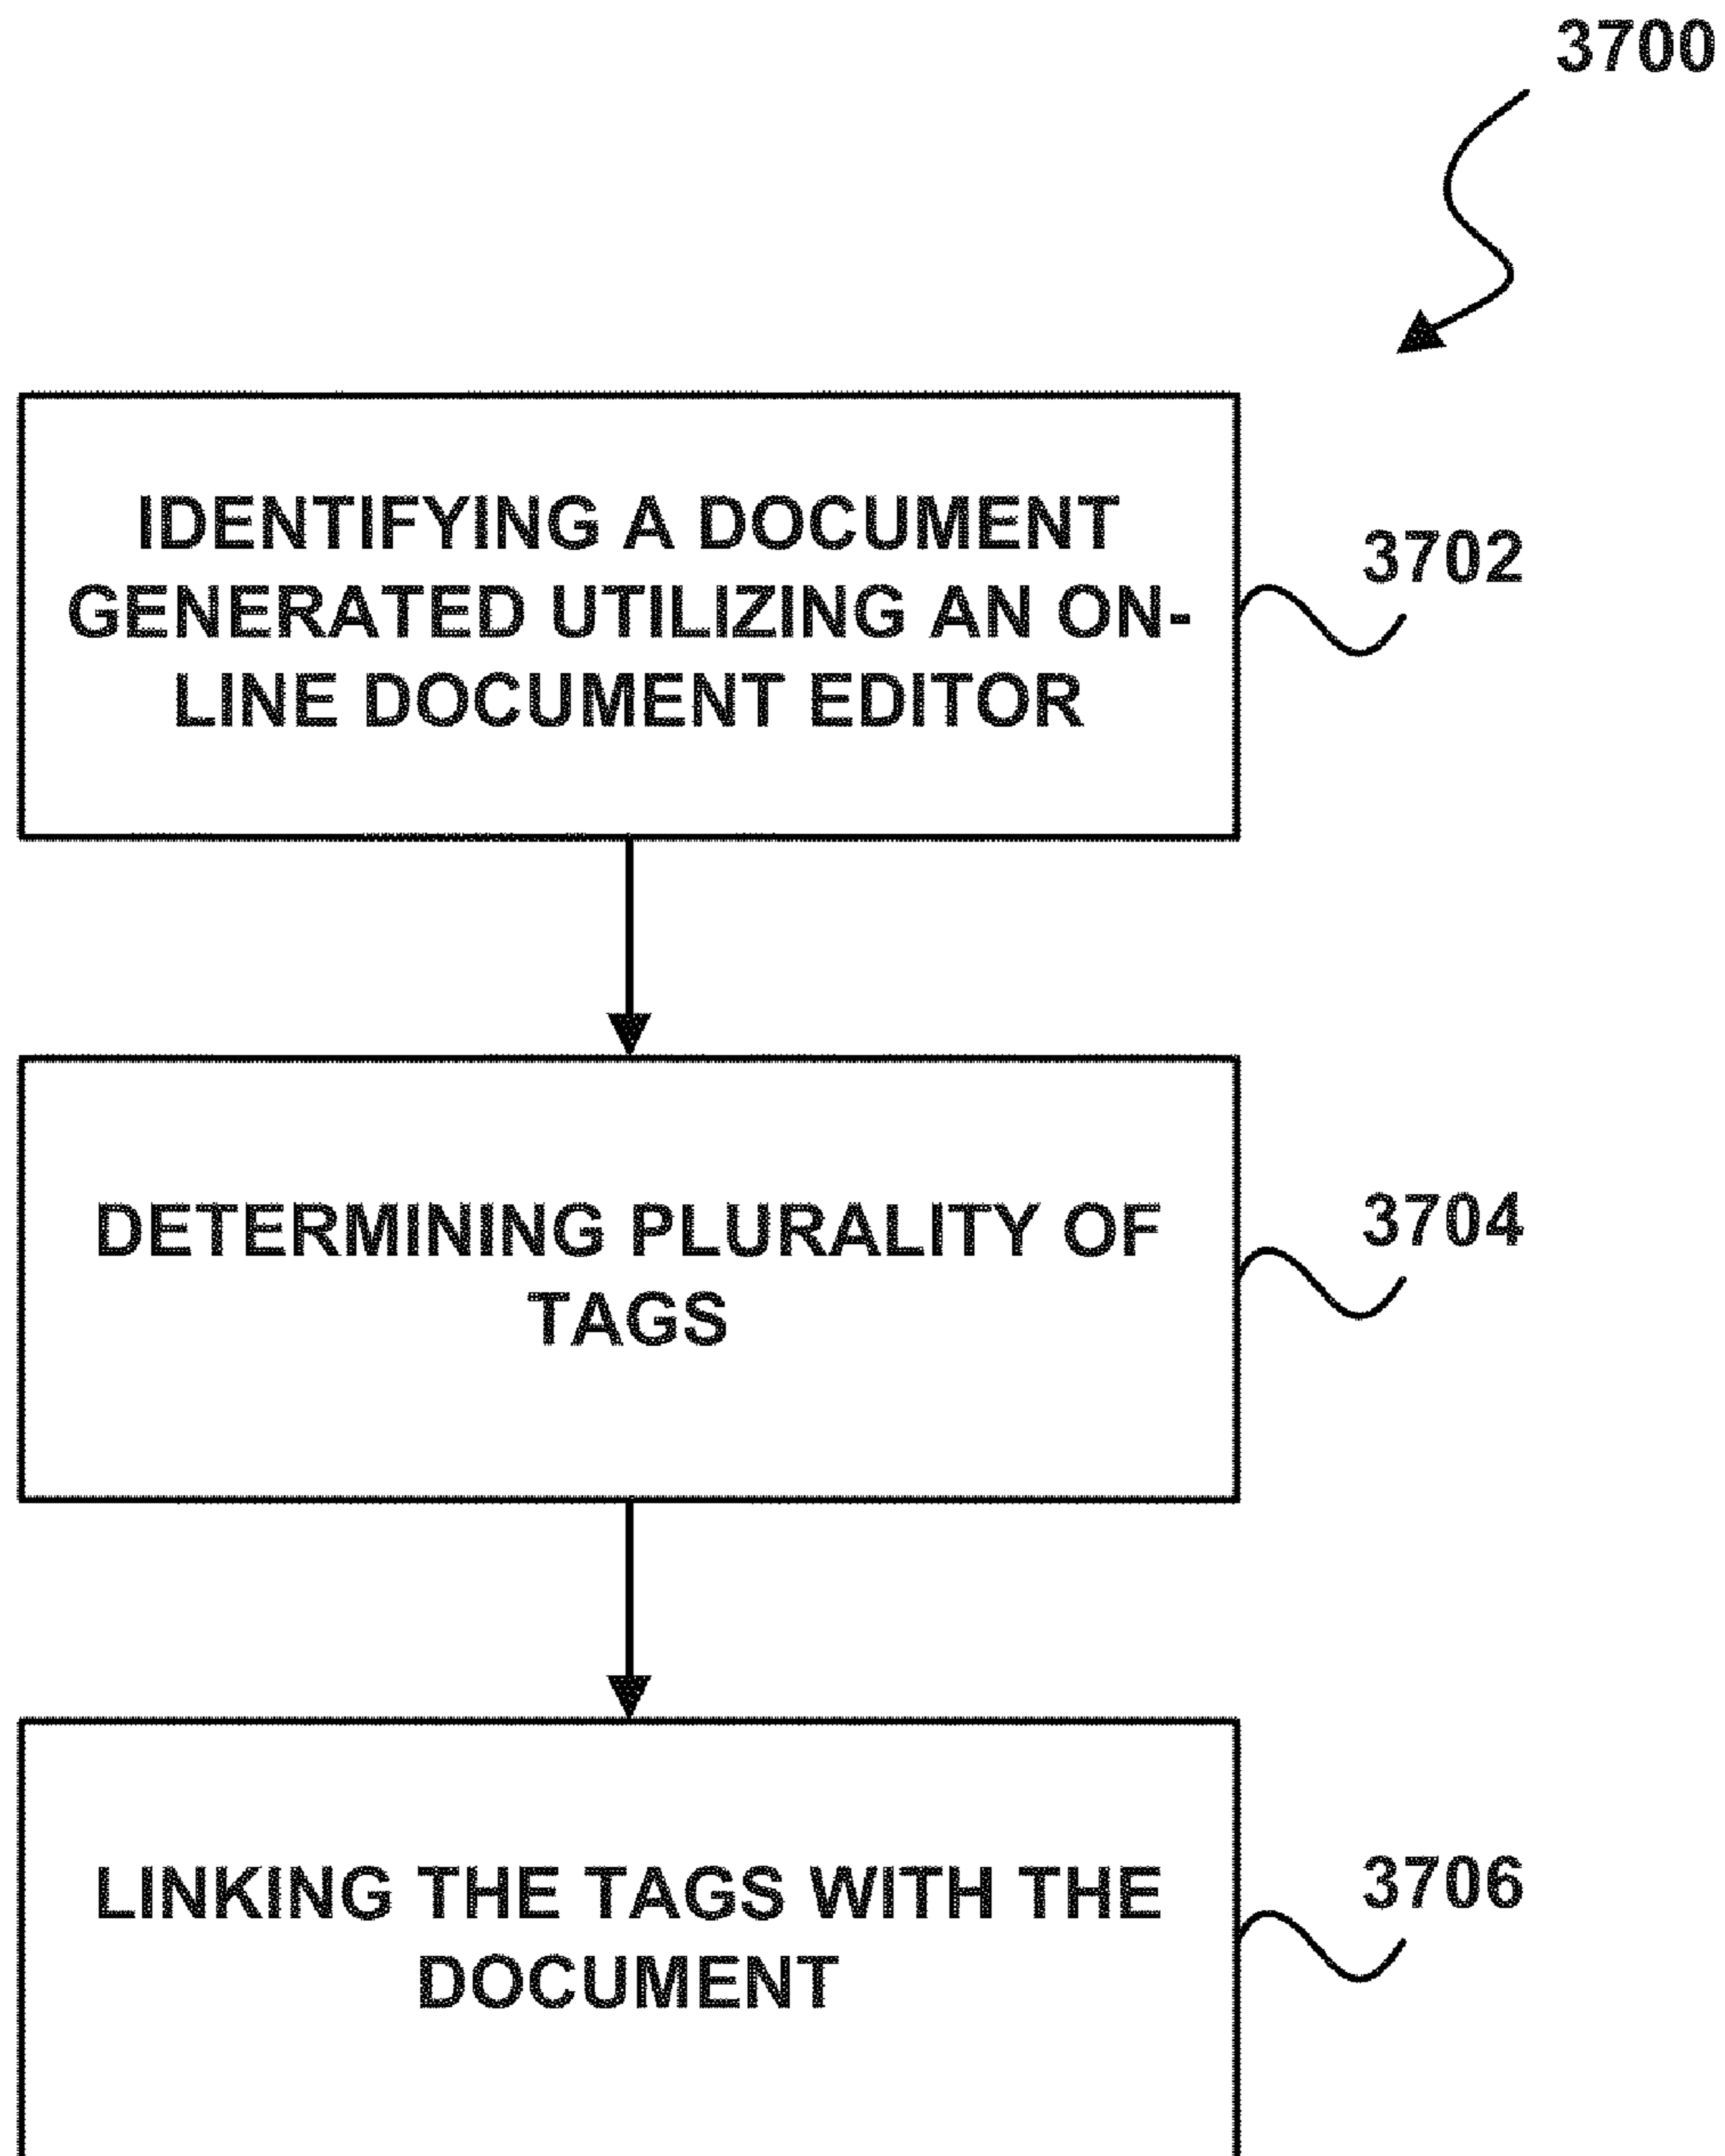 3700
IDENTIFYING A DOCUMENT
GENERATED UTILIZING AN ON-
LINE DOCUMENT EDITOR
3702
DETERMINING PLURALITY OF
TAGS
3704
LINKING THE TAGS WITH THE
DOCUMENT
3706